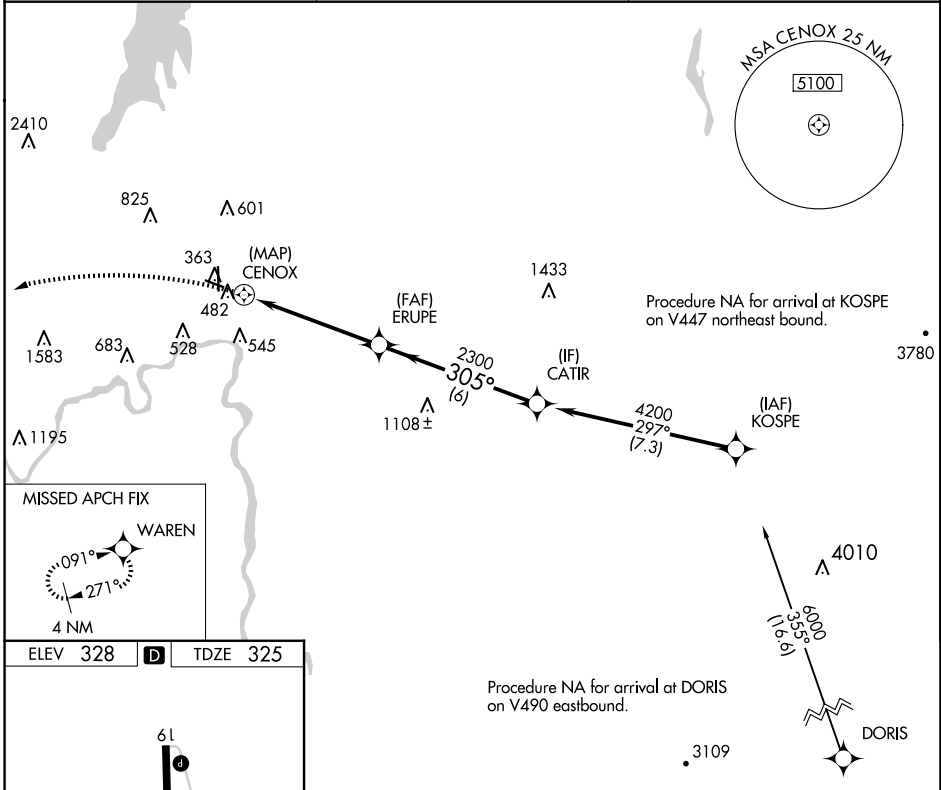 MSA CENOX 25 NM
5100
2410
825
601
363
(MAP)
CENOX
482
1433
(FAF)
ERUPE
Procedure NA for arrival at KOSPE
on V447 northeast bound.
3780
1583
683
528
545
2300
305°
(6)
(IF)
CATIR
1108 ±
4200
297°
(7.3)
(IAF)
KOSPE
1195
MISSED APCH FIX
WAREN
091°
271°
4 NM
4010
6000
355°
(16.6)
ELEV 328 D TDZE 325
Procedure NA for arrival at DORIS
on V490 eastbound.
DORIS
3109
19
P